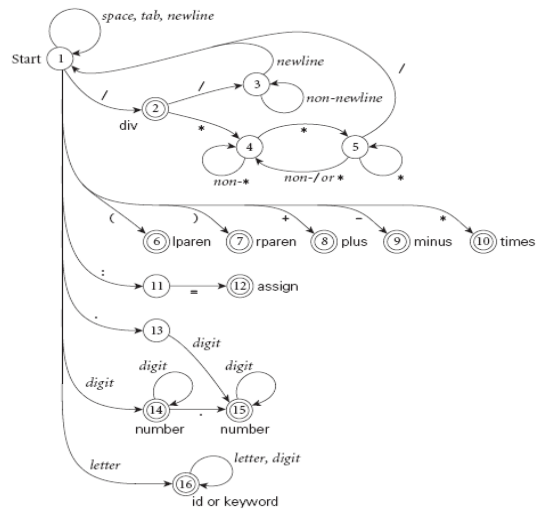 space, tab, newline
Start 1
newline
/
/ 3
/ non-newline
2
div * * 
4 5
non-* non-/ or * *
( ) + – *
6 lparen 7 rparen 8 plus 9 minus 10 times
:
11 = 12 assign
.
13
digit
digit digit
digit
14 . 15
number number
letter letter, digit
16
id or keyword